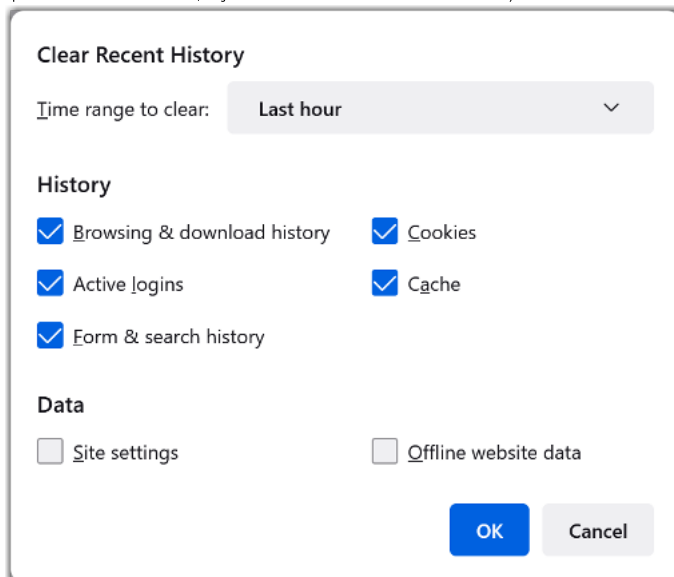 Clear Recent History
Time range to clear: Last hour
History
Browsing & download history Cookies
Active logins Cache
Form & search history
Data
Site settings Offline website data
OK Cancel